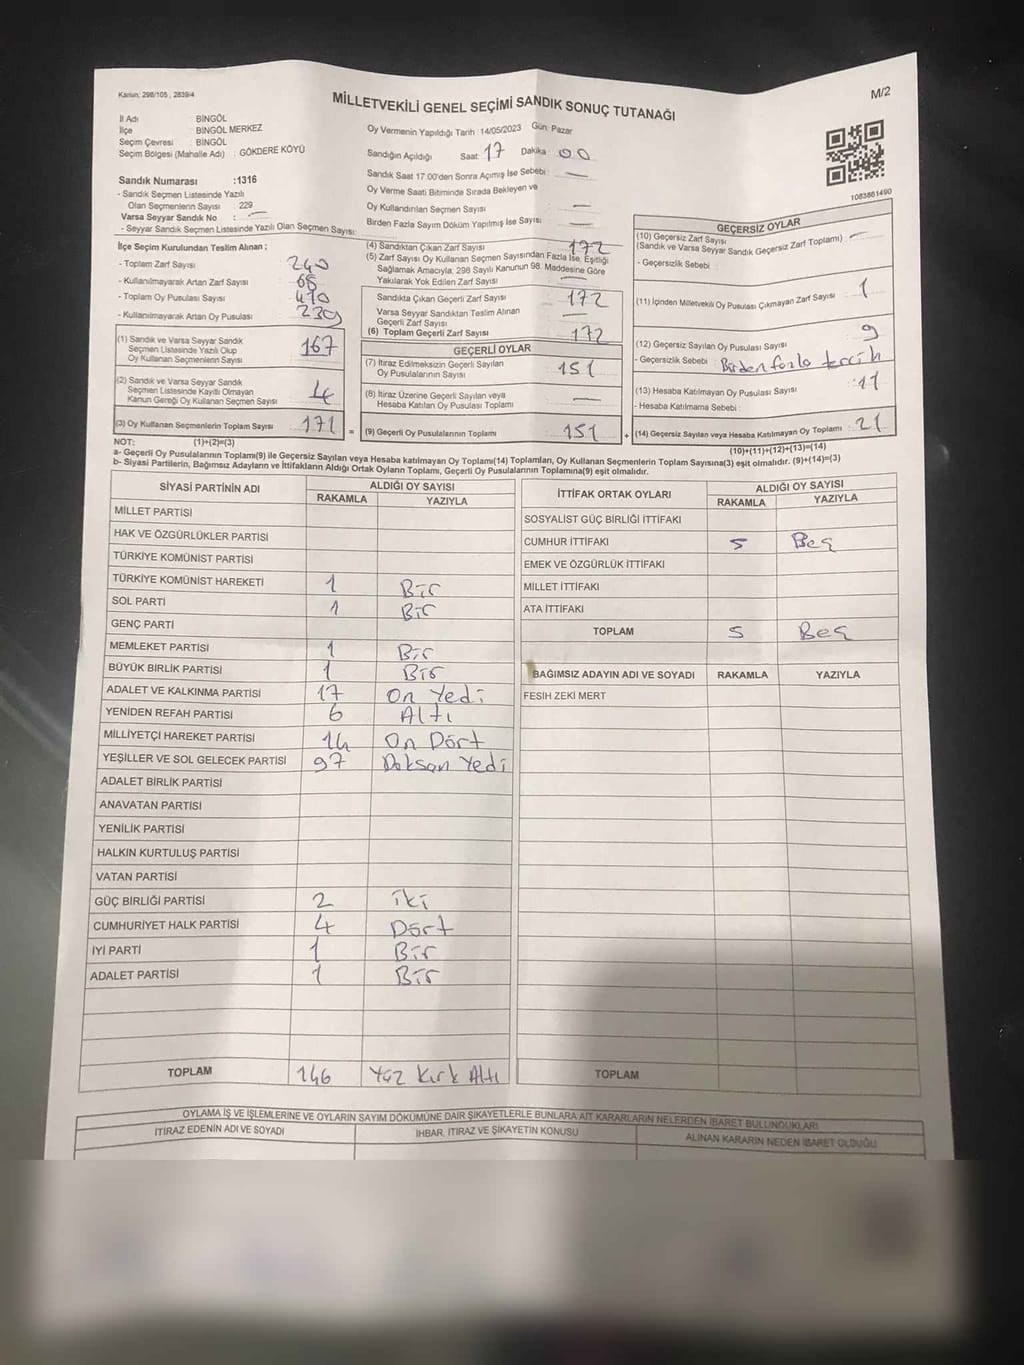 Kanun: 298/105, 2839/4
M/2
MİLLETVEKİLİ GENEL SEÇİMİ SANDIK SONUÇ TUTANAĞI
İl Adı : BİNGÖL
İlçe : BİNGÖL MERKEZ
Seçim Çevresi : BİNGÖL
Seçim Bölgesi (Mahalle Adı) : GÖKDERE KÖYÜ
Sandık Numarası :1316
- Sandık Seçmen Listesinde Yazılı
Olan Seçmenlerin Sayısı : 229
Varsa Seyyar Sandık No : —
- Seyyar Sandık Seçmen Listesinde Yazılı Olan Seçmen Sayısı:
Oy Vermenin Yapıldığı Tarih: 14/05/2023 Gün: Pazar
Sandığın Açıldığı Saat: 17 Dakika: 00
Sandık Saat 17:00'den Sonra Açımış İse Sebebi: —
Oy Verme Saati Bitiminde Sırada Bekleyen ve
Oy Kullandırılan Seçmen Sayısı : —
Birden Fazla Sayım Döküm Yapılmış İse Sayısı : —
1083861490
İlçe Seçim Kurulundan Teslim Alınan ;
- Toplam Zarf Sayısı : 240
- Kullanılmayarak Artan Zarf Sayısı : 68
- Toplam Oy Pusulası Sayısı : 410
- Kullanılmayarak Artan Oy Pusulası : 239
(1) Sandık ve Varsa Seyyar Sandık
Seçmen Listesinde Yazılı Olup
Oy Kullanan Seçmenlerin Sayısı : 167
(2) Sandık ve Varsa Seyyar Sandık
Seçmen Listesinde Kayıtlı Olmayan
Kanun Gereği Oy Kullanan Seçmen Sayısı : 4
(3) Oy Kullanan Seçmenlerin Toplam Sayısı : 171
(4) Sandıktan Çıkan Zarf Sayısı : 172
(5) Zarf Sayısı Oy Kullanan Seçmen Sayısından Fazla İse, Eşitliği
Sağlamak Amacıyla, 298 Sayılı Kanunun 98. Maddesine Göre
Yakılarak Yok Edilen Zarf Sayısı : —
Sandıkta Çıkan Geçerli Zarf Sayısı : 172
Varsa Seyyar Sandıktan Teslim Alınan
Geçerli Zarf Sayısı : —
(6) Toplam Geçerli Zarf Sayısı : 172
GEÇERLİ OYLAR
(7) İtiraz Edilmeksizin Geçerli Sayılan
Oy Pusulalarının Sayısı : 151
(8) İtiraz Üzerine Geçerli Sayılan veya
Hesaba Katılan Oy Pusulaları Toplamı : —
= (9) Geçerli Oy Pusulalarının Toplamı : 151
GEÇERSİZ OYLAR
(10) Geçersiz Zarf Sayısı
(Sandık ve Varsa Seyyar Sandık Geçersiz Zarf Toplamı) : —
- Geçersizlik Sebebi :
(11) İçinden Milletvekili Oy Pusulası Çıkmayan Zarf Sayısı : 1
(12) Geçersiz Sayılan Oy Pusulası Sayısı : 9
- Geçersizlik Sebebi : Birden fazla tercih
(13) Hesaba Katılmayan Oy Pusulası Sayısı : 11
- Hesaba Katılmama Sebebi :
+ (14) Geçersiz Sayılan veya Hesaba Katılmayan Oy Toplamı : 21
NOT: (1)+(2)=(3)
(10)+(11)+(12)+(13)=(14)
a- Geçerli Oy Pusulalarının Toplamı(9) ile Geçersiz Sayılan veya Hesaba katılmayan Oy Toplamı(14) Toplamları, Oy Kullanan Seçmenlerin Toplam Sayısına(3) eşit olmalıdır. (9)+(14)=(3)
b- Siyasi Partilerin, Bağımsız Adayların ve İttifakların Aldığı Ortak Oyların Toplamı, Geçerli Oy Pusulalarının Toplamına(9) eşit olmalıdır.
SİYASİ PARTİNİN ADI ALDIĞI OY SAYISI
RAKAMLA YAZIYLA
MİLLET PARTİSİ
HAK VE ÖZGÜRLÜKLER PARTİSİ
TÜRKİYE KOMÜNİST PARTİSİ
TÜRKİYE KOMÜNİST HAREKETİ 1 Bir
SOL PARTİ 1 Bir
GENÇ PARTİ
MEMLEKET PARTİSİ 1 Bir
BÜYÜK BİRLİK PARTİSİ 1 Bir
ADALET VE KALKINMA PARTİSİ 17 On Yedi
YENİDEN REFAH PARTİSİ 6 Altı
MİLLİYETÇİ HAREKET PARTİSİ 14 On Dört
YEŞİLLER VE SOL GELECEK PARTİSİ 97 Doksan Yedi
ADALET BİRLİK PARTİSİ
ANAVATAN PARTİSİ
YENİLİK PARTİSİ
HALKIN KURTULUŞ PARTİSİ
VATAN PARTİSİ
GÜÇ BİRLİĞİ PARTİSİ 2 iki
CUMHURİYET HALK PARTİSİ 4 Dört
İYİ PARTİ 1 Bir
ADALET PARTİSİ 1 Bir
TOPLAM 146 Yüz Kırk Altı
İTTİFAK ORTAK OYLARI ALDIĞI OY SAYISI
RAKAMLA YAZIYLA
SOSYALİST GÜÇ BİRLİĞİ İTTİFAKI
CUMHUR İTTİFAKI 5 Beş
EMEK VE ÖZGÜRLÜK İTTİFAKI
MİLLET İTTİFAKI
ATA İTTİFAKI
TOPLAM 5 Beş
BAĞIMSIZ ADAYIN ADI VE SOYADI RAKAMLA YAZIYLA
FESİH ZEKİ MERT
TOPLAM
OYLAMA İŞ VE İŞLEMLERİNE VE OYLARIN SAYIM DÖKÜMÜNE DAİR ŞİKAYETLERLE BUNLARA AİT KARARLARIN NELERDEN İBARET BULUNDUKLARI
İTİRAZ EDENİN ADI VE SOYADI İHBAR, İTİRAZ VE ŞİKAYETİN KONUSU ALINAN KARARIN NEDEN İBARET OLDUĞU